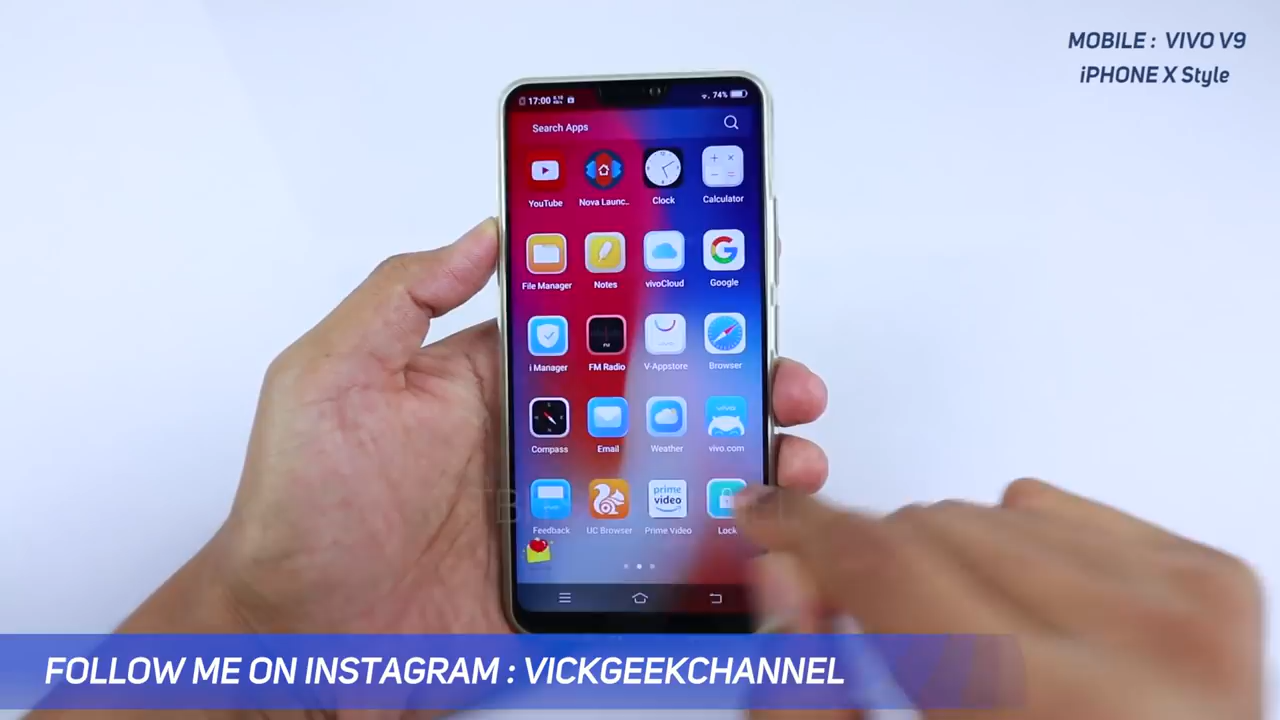 MOBILE : VIVO V9
iPHONE X Style
17:00
74%
Search Apps
YouTube
Nova Launc..
Clock
Calculator
File Manager
Notes
vivoCloud
Google
i Manager
FM Radio
V-Appstore
Browser
Compass
Email
Weather
vivo.com
prime
video
Feedback
UC Browser
Prime Video
Lock
FOLLOW ME ON INSTAGRAM : VICKGEEKCHANNEL